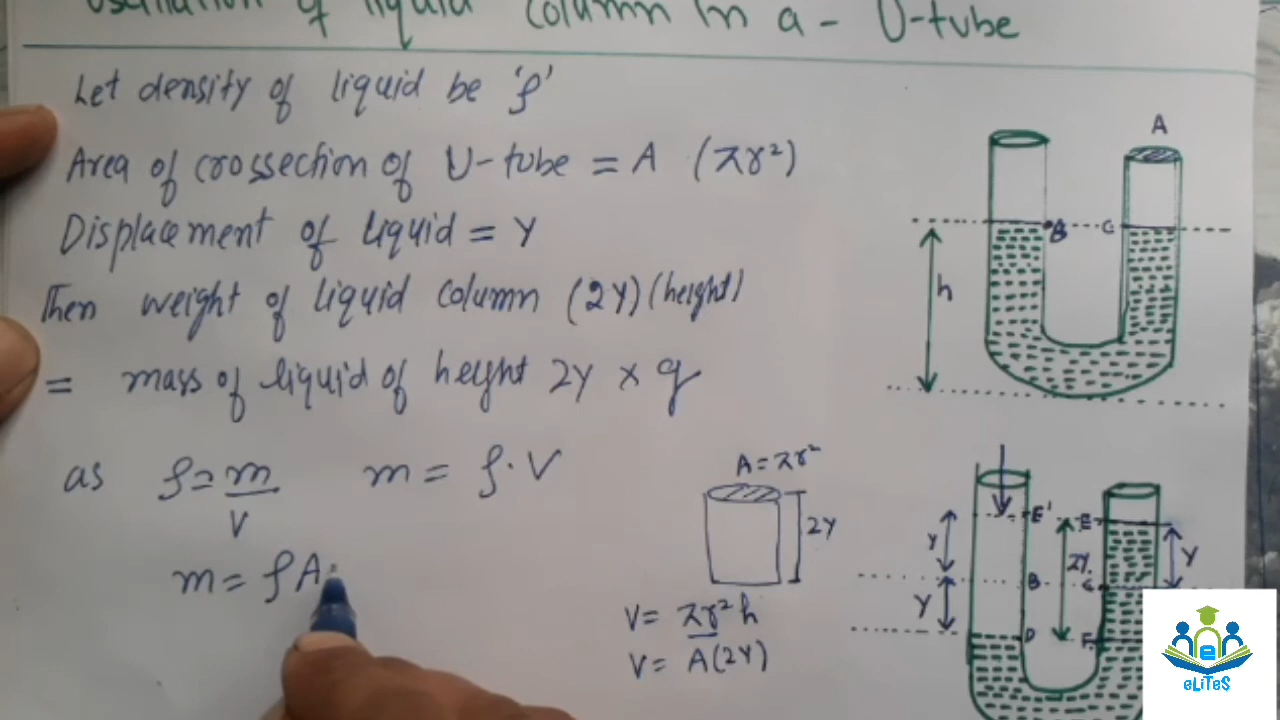 Oscillation of liquid column in a - U-tube
Let density of liquid be 'ρ'
Area of crossection of U-tube = A (πr²)
Displacement of liquid = Y
Then weight of liquid column (2Y) (height)
= mass of liquid of height 2Y × g
as ρ = m/V m = ρ·V
m = ρA·
A = πr²
2Y
V = πr²h
V = A(2Y)
A
B C
h
E' E
Y 2Y Y
B C
Y
D F
e
eLiTeS